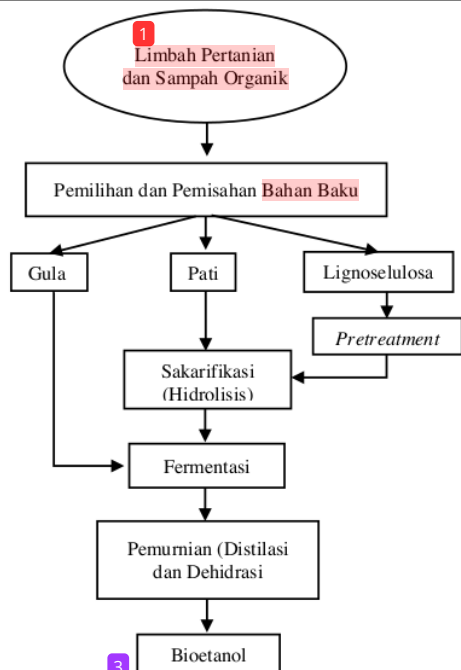 1
Limbah Pertanian
dan Sampah Organik
Pemilihan dan Pemisahan Bahan Baku
Gula
Pati
Lignoselulosa
Pretreatment
Sakarifikasi
(Hidrolisis)
Fermentasi
Pemurnian (Distilasi
dan Dehidrasi
3
Bioetanol